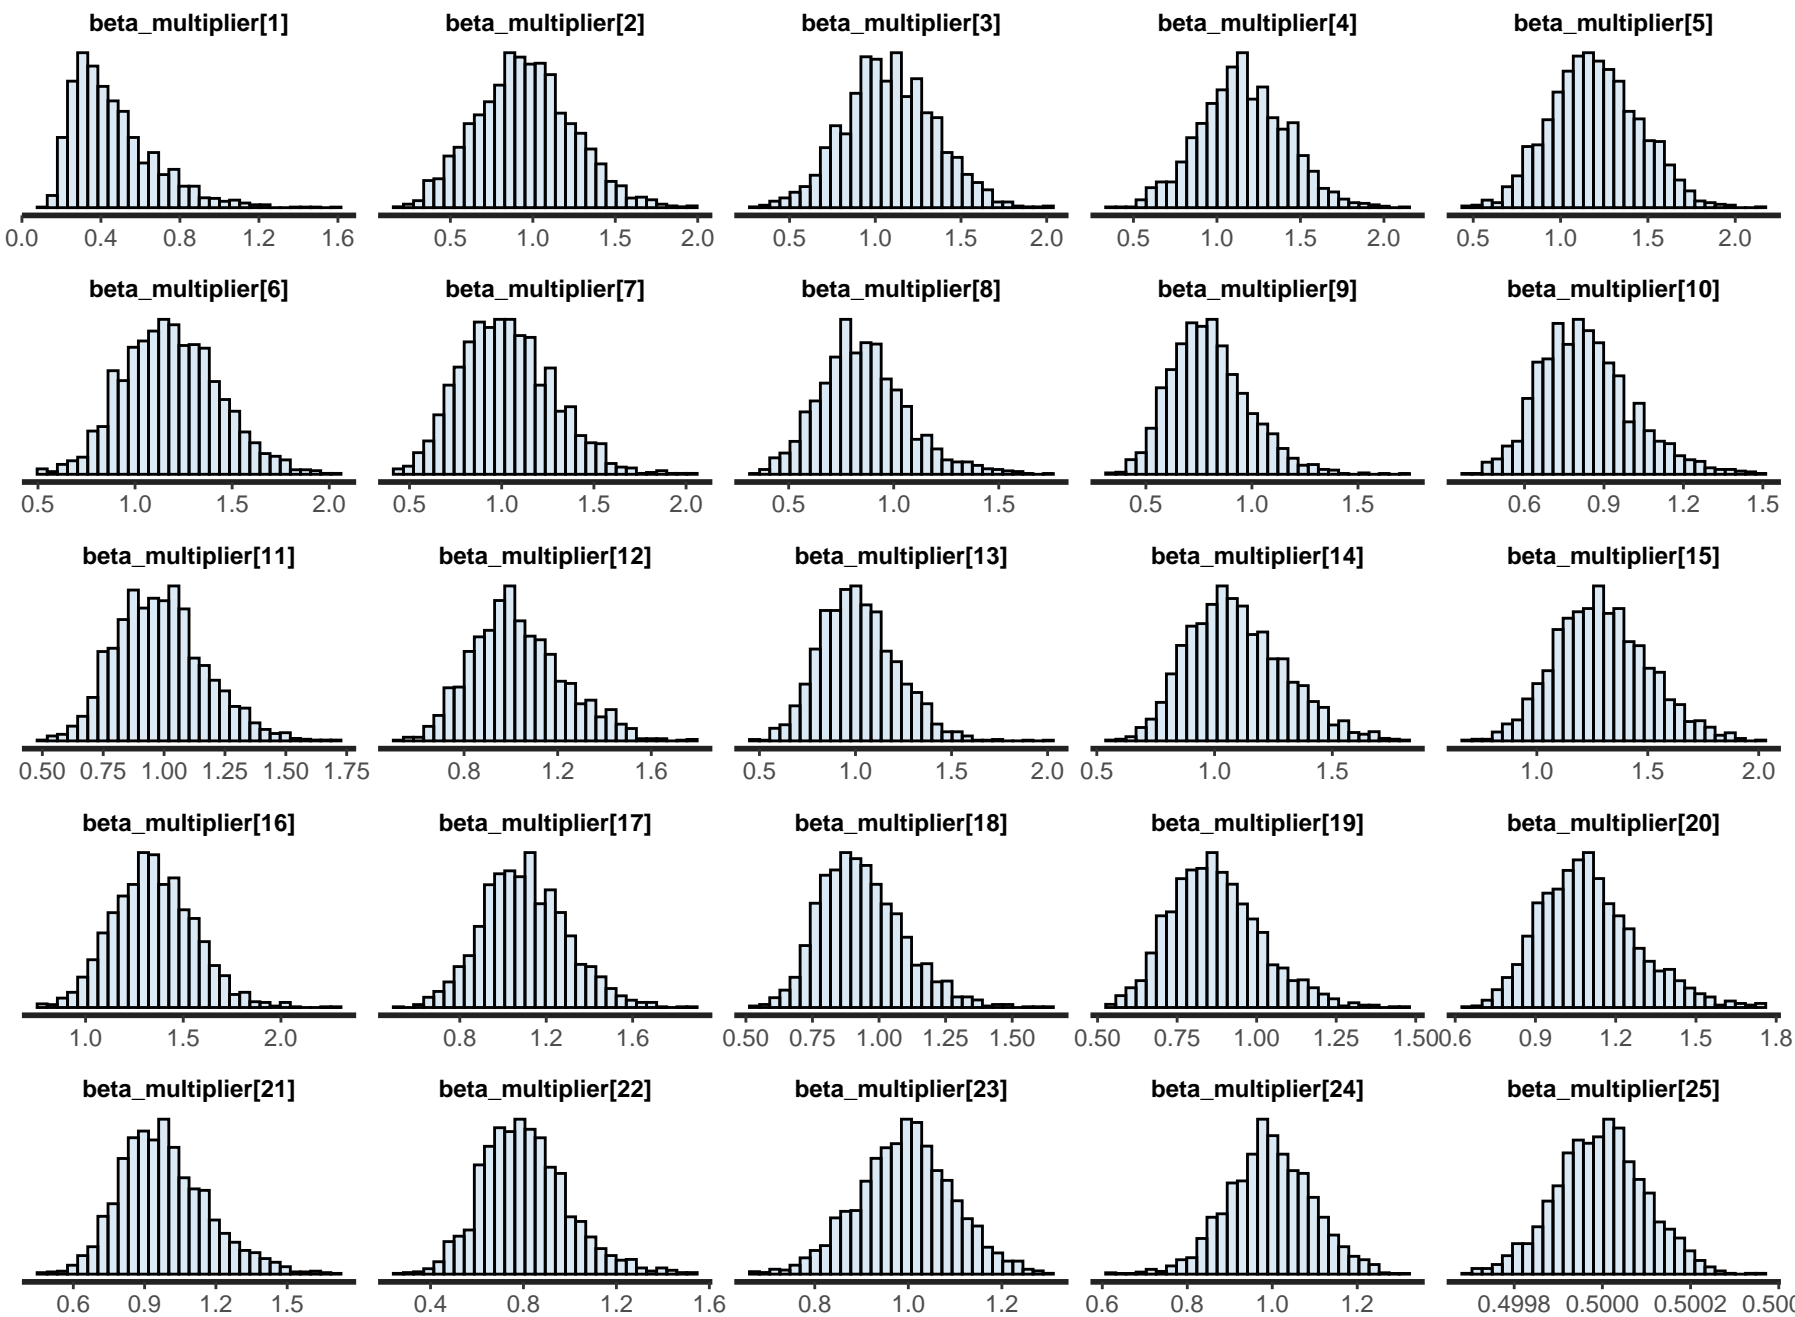 beta_multiplier[1] beta_multiplier[2] beta_multiplier[3] beta_multiplier[4] beta_multiplier[5]
0.0 0.4 0.8 1.2 1.6 0.5 1.0 1.5 2.0 0.5 1.0 1.5 2.0 0.5 1.0 1.5 2.0 0.5 1.0 1.5 2.0
beta_multiplier[6] beta_multiplier[7] beta_multiplier[8] beta_multiplier[9] beta_multiplier[10]
0.5 1.0 1.5 2.0 0.5 1.0 1.5 2.0 0.5 1.0 1.5 0.5 1.0 1.5 0.6 0.9 1.2 1.5
beta_multiplier[11] beta_multiplier[12] beta_multiplier[13] beta_multiplier[14] beta_multiplier[15]
0.50 0.75 1.00 1.25 1.50 1.75 0.8 1.2 1.6 0.5 1.0 1.5 2.0 0.5 1.0 1.5 1.0 1.5 2.0
beta_multiplier[16] beta_multiplier[17] beta_multiplier[18] beta_multiplier[19] beta_multiplier[20]
1.0 1.5 2.0 0.8 1.2 1.6 0.50 0.75 1.00 1.25 1.50 0.50 0.75 1.00 1.25 1.50 0.6 0.9 1.2 1.5 1.8
beta_multiplier[21] beta_multiplier[22] beta_multiplier[23] beta_multiplier[24] beta_multiplier[25]
0.6 0.9 1.2 1.5 0.4 0.8 1.2 1.6 0.8 1.0 1.2 0.6 0.8 1.0 1.2 0.4998 0.5000 0.5002